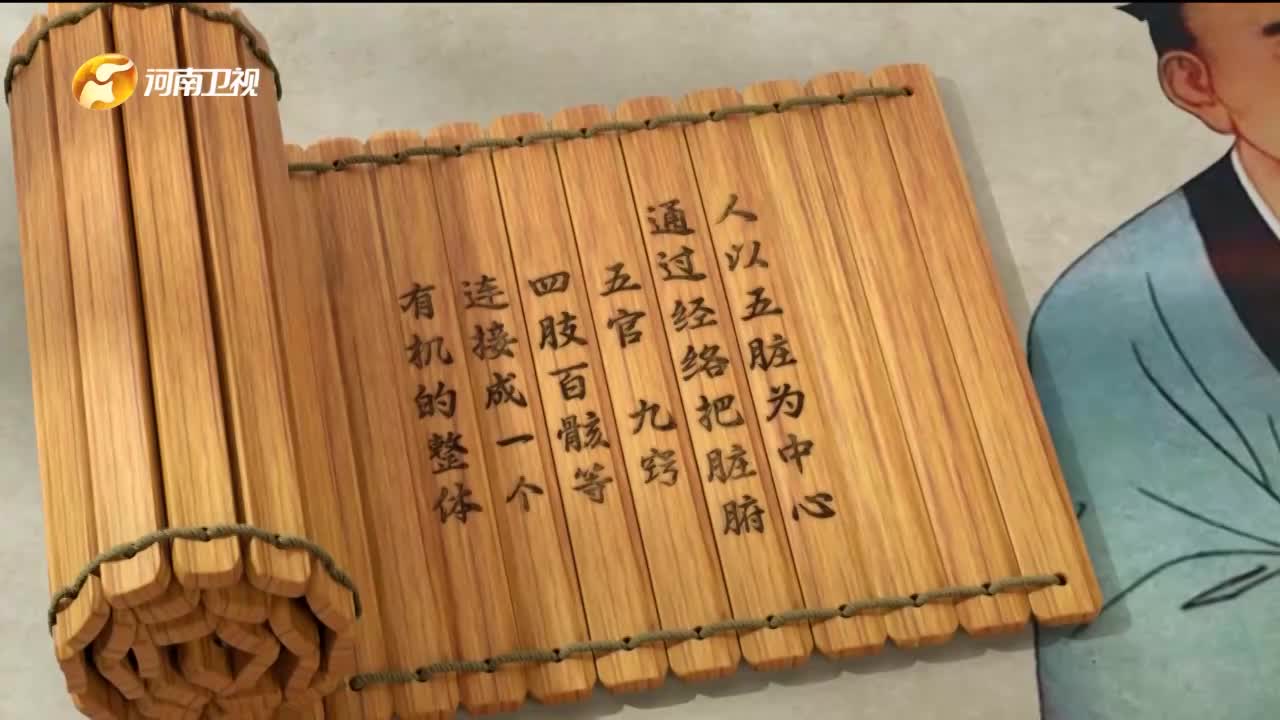 河南卫视
人以五脏为中心
通过经络把脏腑
五官 九窍
四肢百骸等
连接成一个
有机的整体